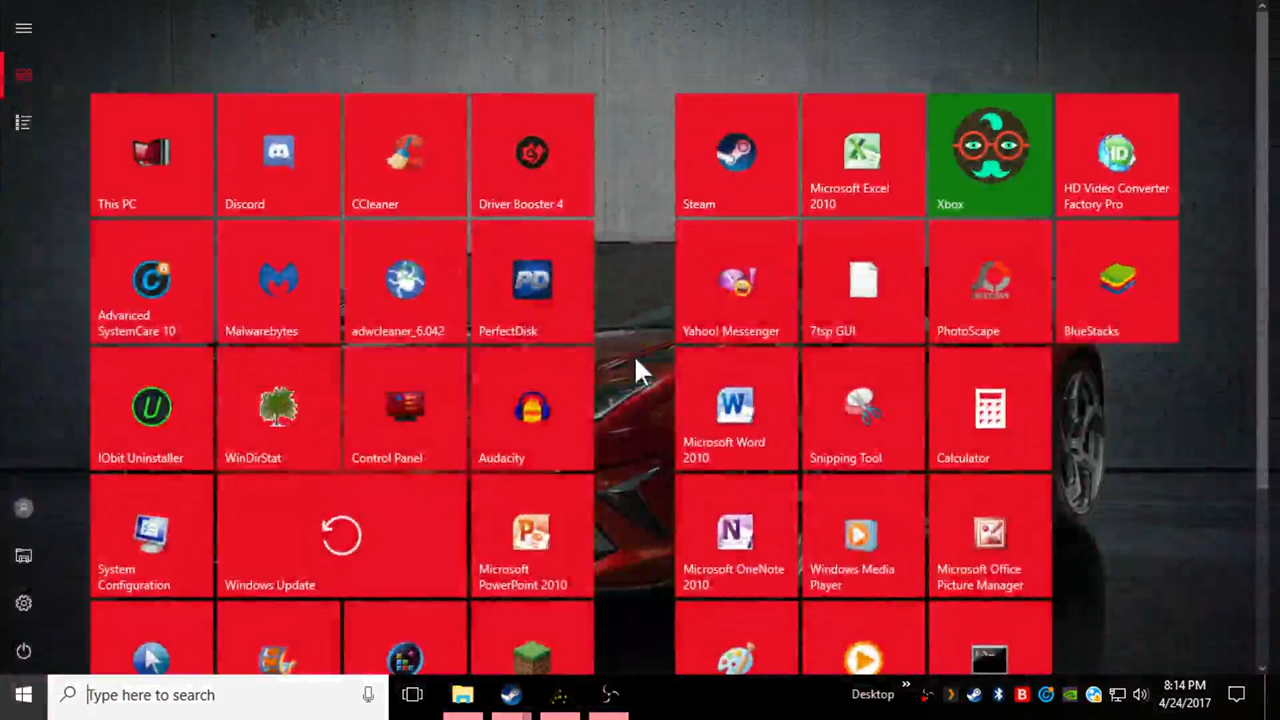 This PC
Discord
CCleaner
Driver Booster 4
Steam
Microsoft Excel
2010
Xbox
HD
HD Video Converter
Factory Pro
Advanced
SystemCare 10
Malwarebytes
adwcleaner_6.042
PD
PerfectDisk
Yahoo! Messenger
7tsp GUI
PhotoScape
BlueStacks
U
IObit Uninstaller
WinDirStat
Control Panel
Audacity
W
Microsoft Word
2010
Snipping Tool
Calculator
System
Configuration
Windows Update
P
Microsoft
PowerPoint 2010
N
Microsoft OneNote
2010
Windows Media
Player
Microsoft Office
Picture Manager
Type here to search
Desktop
B
8:14 PM
4/24/2017